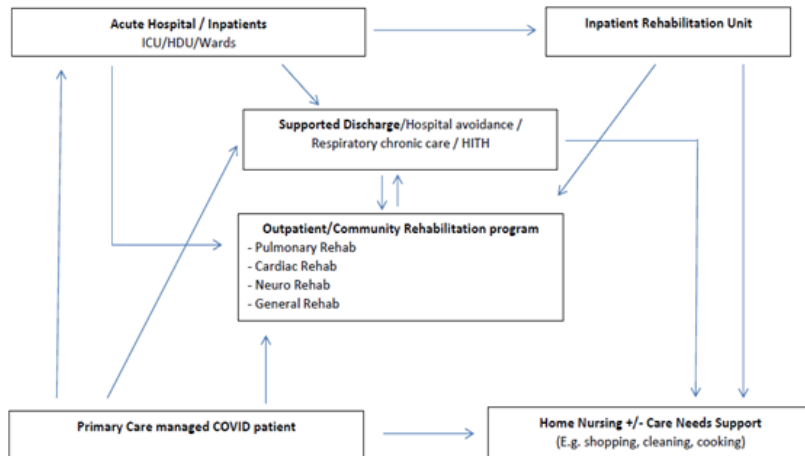 Acute Hospital / Inpatients
ICU/HDU/Wards
Inpatient Rehabilitation Unit
Supported Discharge/Hospital avoidance /
Respiratory chronic care / HITH
Outpatient/Community Rehabilitation program
- Pulmonary Rehab
- Cardiac Rehab
- Neuro Rehab
- General Rehab
Primary Care managed COVID patient
Home Nursing +/- Care Needs Support
(E.g. shopping, cleaning, cooking)